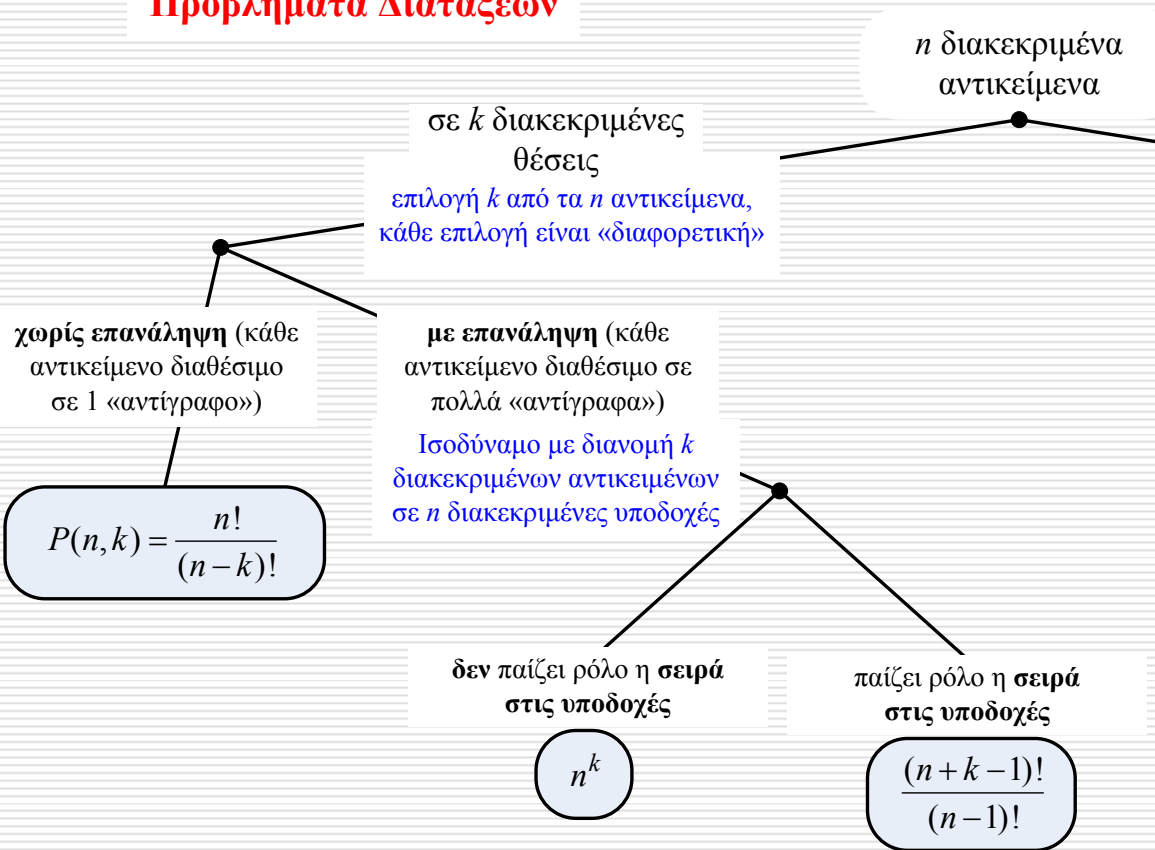 Προβλήματα Διατάξεων
n διακεκριμένα
αντικείμενα
σε k διακεκριμένες
θέσεις
επιλογή k από τα n αντικείμενα,
κάθε επιλογή είναι «διαφορετική»
χωρίς επανάληψη (κάθε
αντικείμενο διαθέσιμο
σε 1 «αντίγραφο»)
με επανάληψη (κάθε
αντικείμενο διαθέσιμο σε
πολλά «αντίγραφα»)
Ισοδύναμο με διανομή k
διακεκριμένων αντικειμένων
σε n διακεκριμένες υποδοχές
P(n,k) = n! / (n−k)!
δεν παίζει ρόλο η σειρά
στις υποδοχές
n^k
παίζει ρόλο η σειρά
στις υποδοχές
(n+k−1)! / (n−1)!